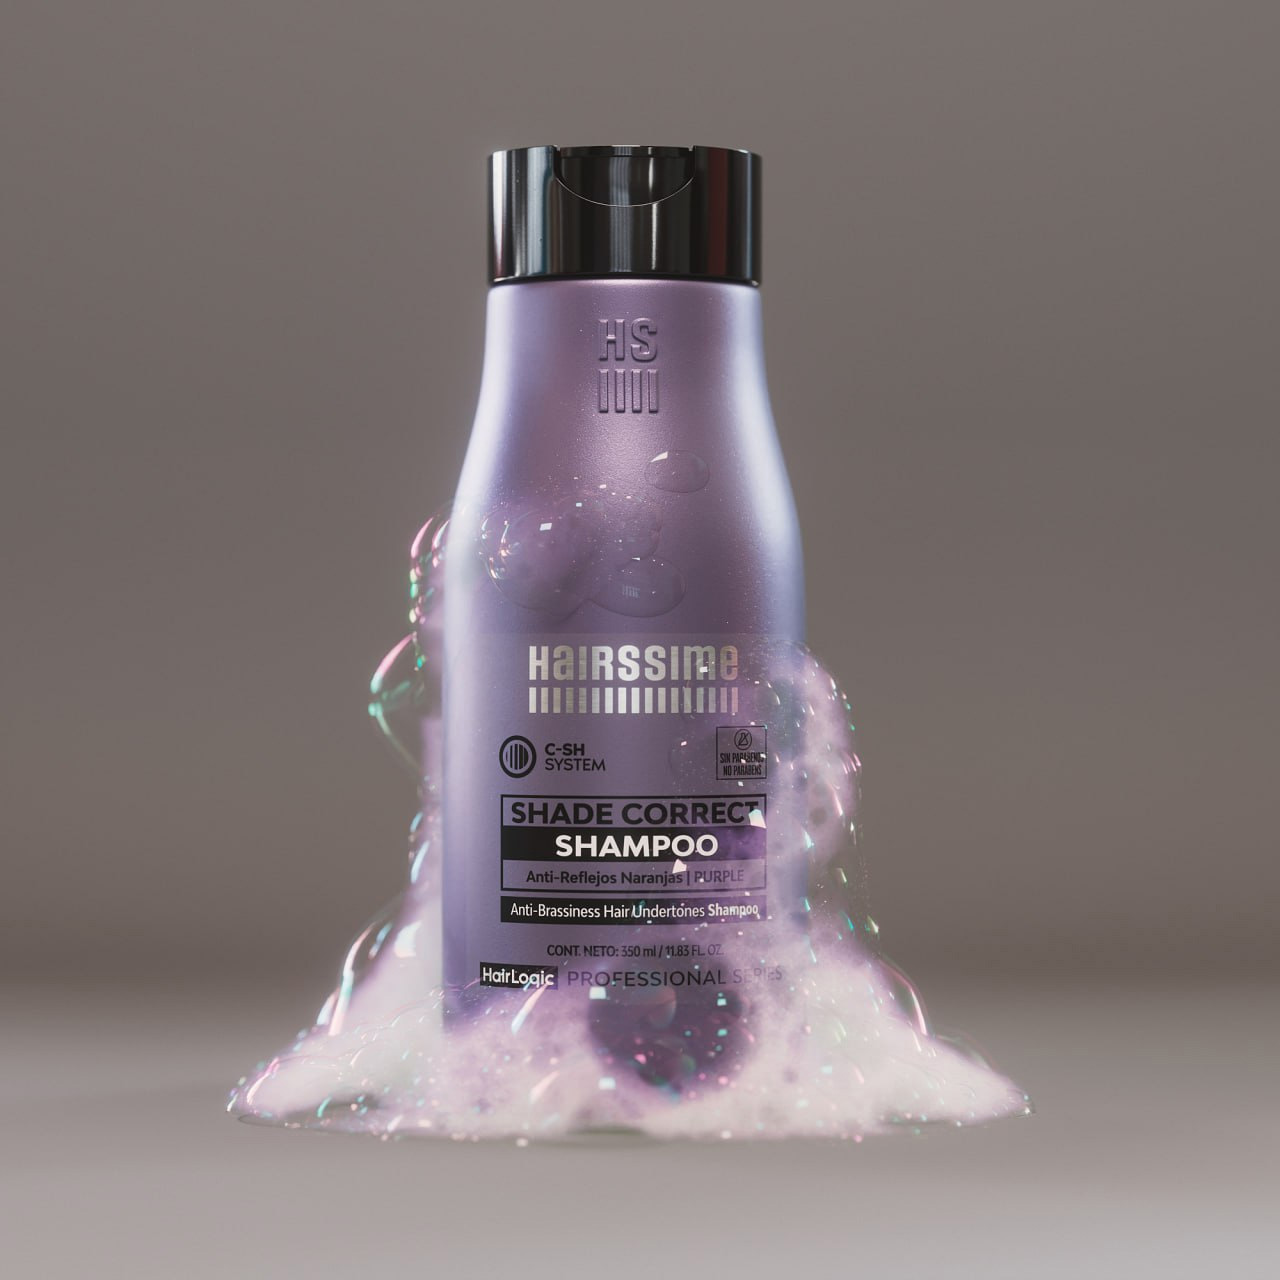 HS
HAIRSSIME
C-SH
SYSTEM
SIN PARABENOS
NO PARABENS
SHADE CORRECT
SHAMPOO
Anti-Reflejos Naranjas | PURPLE
Anti-Brassiness Hair Undertones Shampoo
CONT. NETO: 350 ml / 11.83 FL. OZ.
HairLogic PROFESSIONAL SERIES